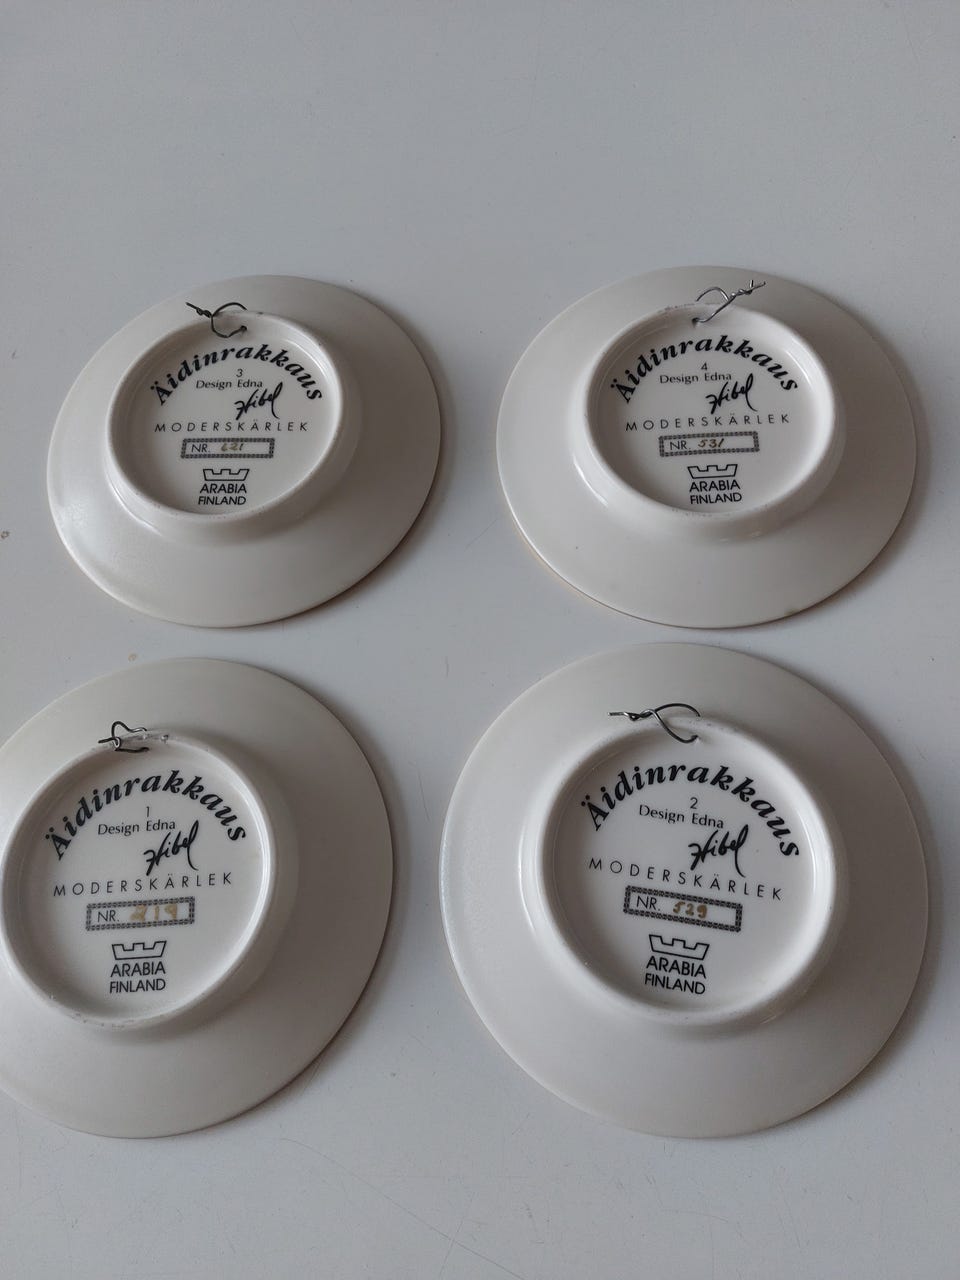 Äidinrakkaus
3
Design Edna
Hibel
MODERSKÄRLEK
NR. 621
ARABIA
FINLAND
Äidinrakkaus
4
Design Edna
Hibel
MODERSKÄRLEK
NR. 531
ARABIA
FINLAND
Äidinrakkaus
1
Design Edna
Hibel
MODERSKÄRLEK
NR.
ARABIA
FINLAND
Äidinrakkaus
2
Design Edna
Hibel
MODERSKÄRLEK
NR. 529
ARABIA
FINLAND